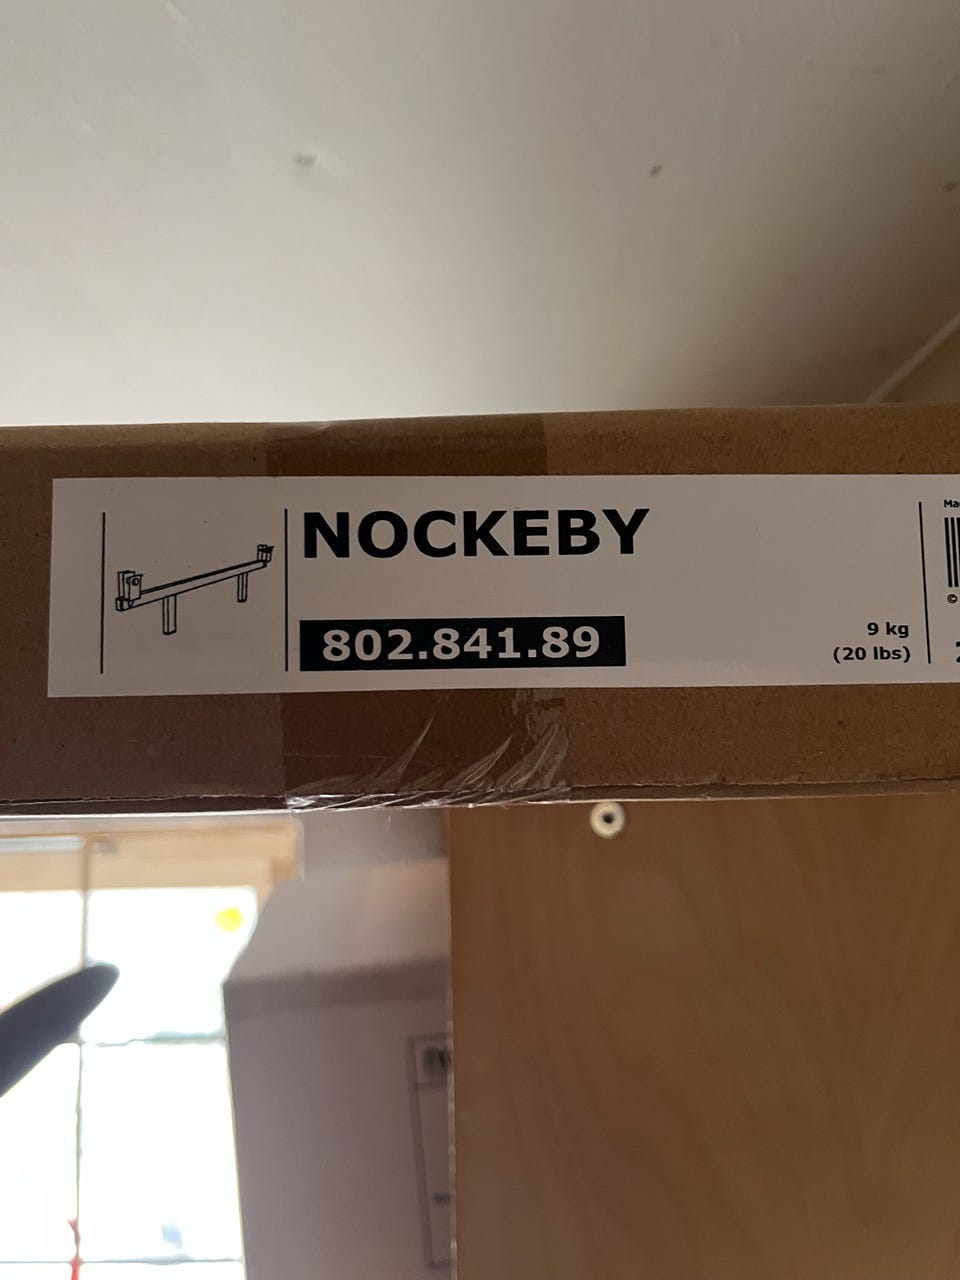 NOCKEBY
802.841.89
9 kg
(20 lbs)
©